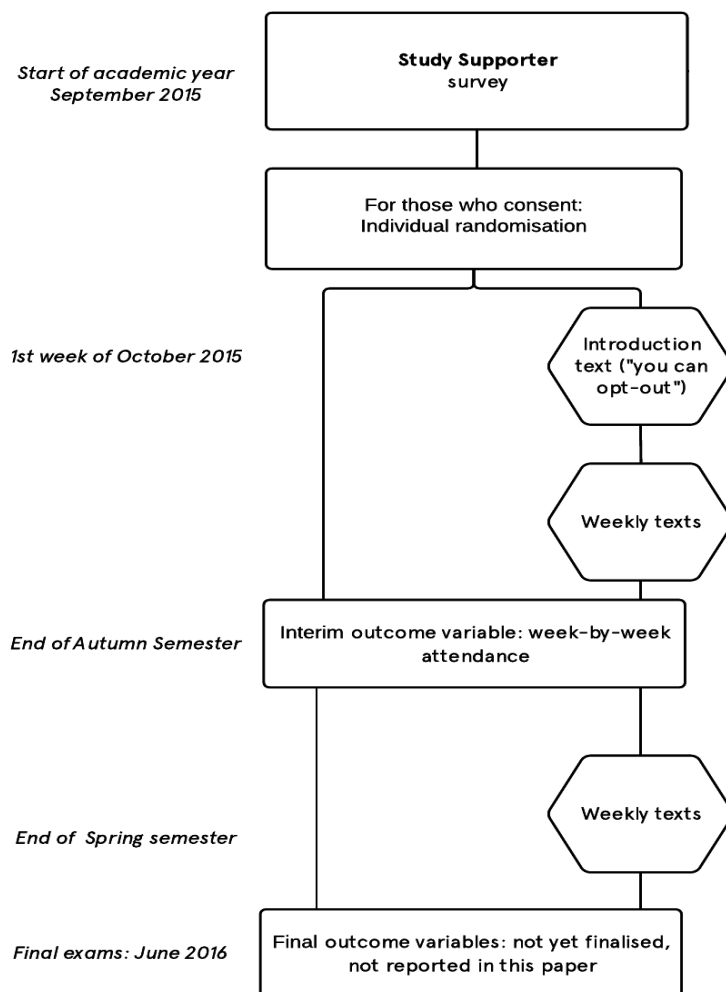 Start of academic year
September 2015
Study Supporter
survey
For those who consent:
Individual randomisation
1st week of October 2015
Introduction
text ("you can
opt-out")
Weekly texts
End of Autumn Semester
Interim outcome variable: week-by-week
attendance
Weekly texts
End of Spring semester
Final exams: June 2016
Final outcome variables: not yet finalised,
not reported in this paper